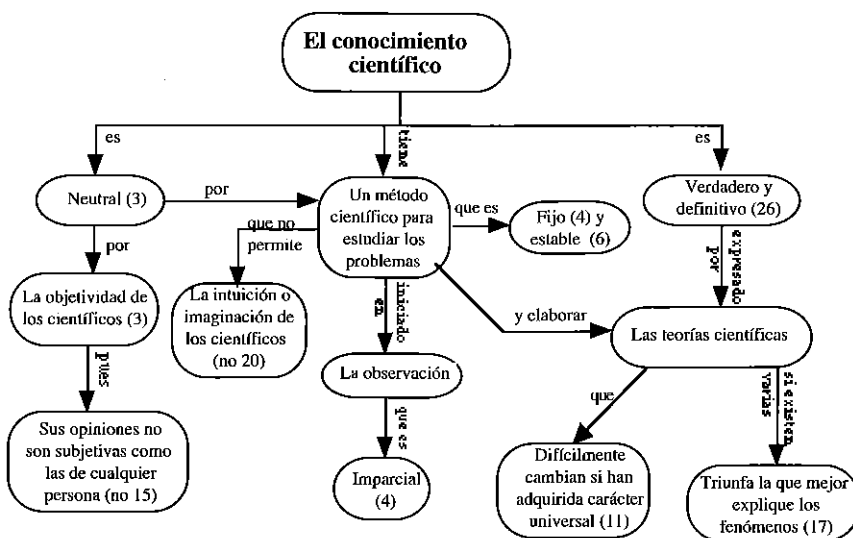 El conocimiento
científico
es
tiene
es
Neutral (3)
por
Un método
científico para
estudiar los
problemas
que es
Fijo (4) y
estable (6)
Verdadero y
definitivo (26)
por
que no
permite
iniciado
en
expresado
por
La objetividad de
los científicos (3)
La intuición o
imaginación de
los científicos
(no 20)
y elaborar
Las teorías científicas
pues
La observación
que
si existen
varias
Sus opiniones no
son subjetivas como
las de cualquier
persona (no 15)
que es
Imparcial
(4)
Difícilmente
cambian si han
adquirida carácter
universal (11)
Triunfa la que mejor
explique los
fenómenos (17)